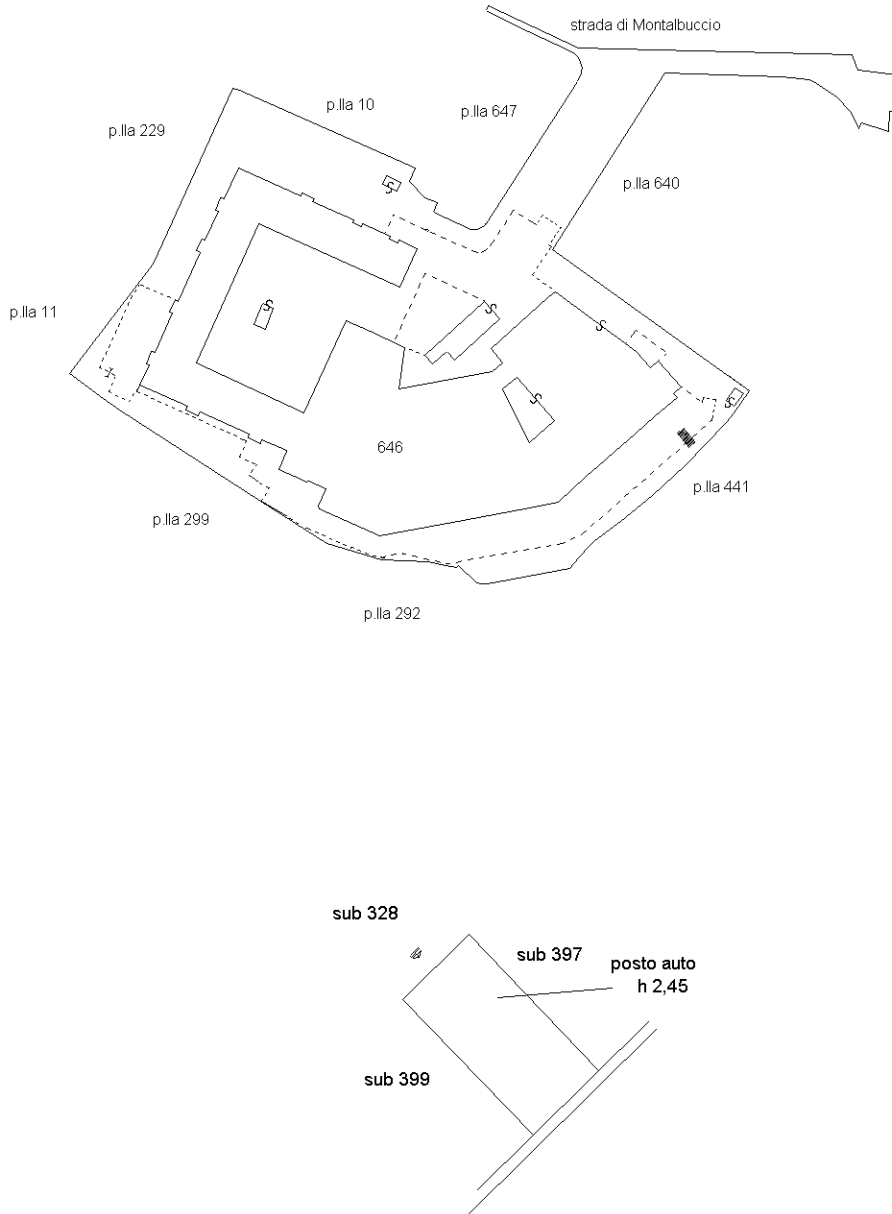 strada di Montalbuccio
p.lla 10
p.lla 647
p.lla 229
p.lla 640
p.lla 11
646
p.lla 441
p.lla 299
p.lla 292
sub 328
sub 397
posto auto
h 2,45
sub 399